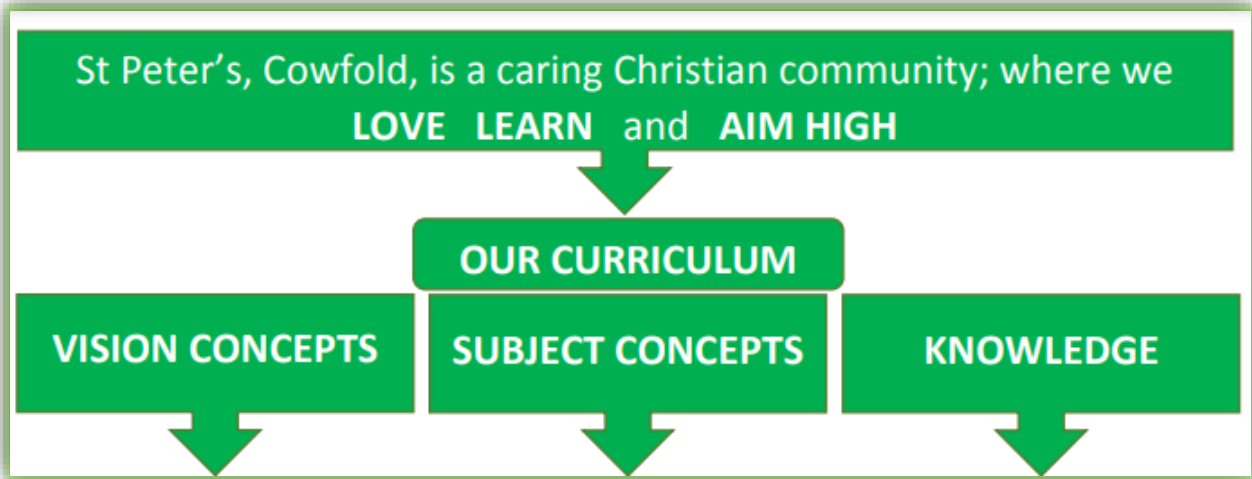 St Peter’s, Cowfold, is a caring Christian community; where we
LOVE LEARN and AIM HIGH
OUR CURRICULUM
VISION CONCEPTS
SUBJECT CONCEPTS
KNOWLEDGE